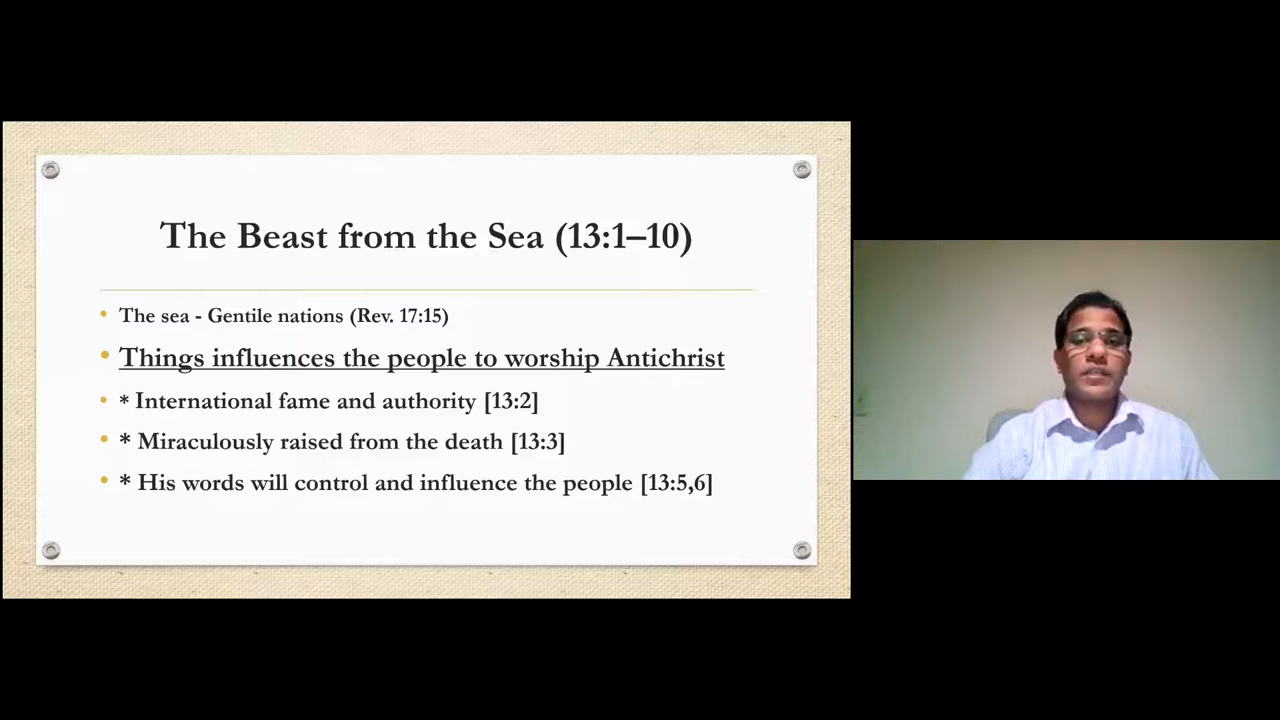 The Beast from the Sea (13:1–10)
• The sea - Gentile nations (Rev. 17:15)
• Things influences the people to worship Antichrist
• * International fame and authority [13:2]
• * Miraculously raised from the death [13:3]
• * His words will control and influence the people [13:5,6]